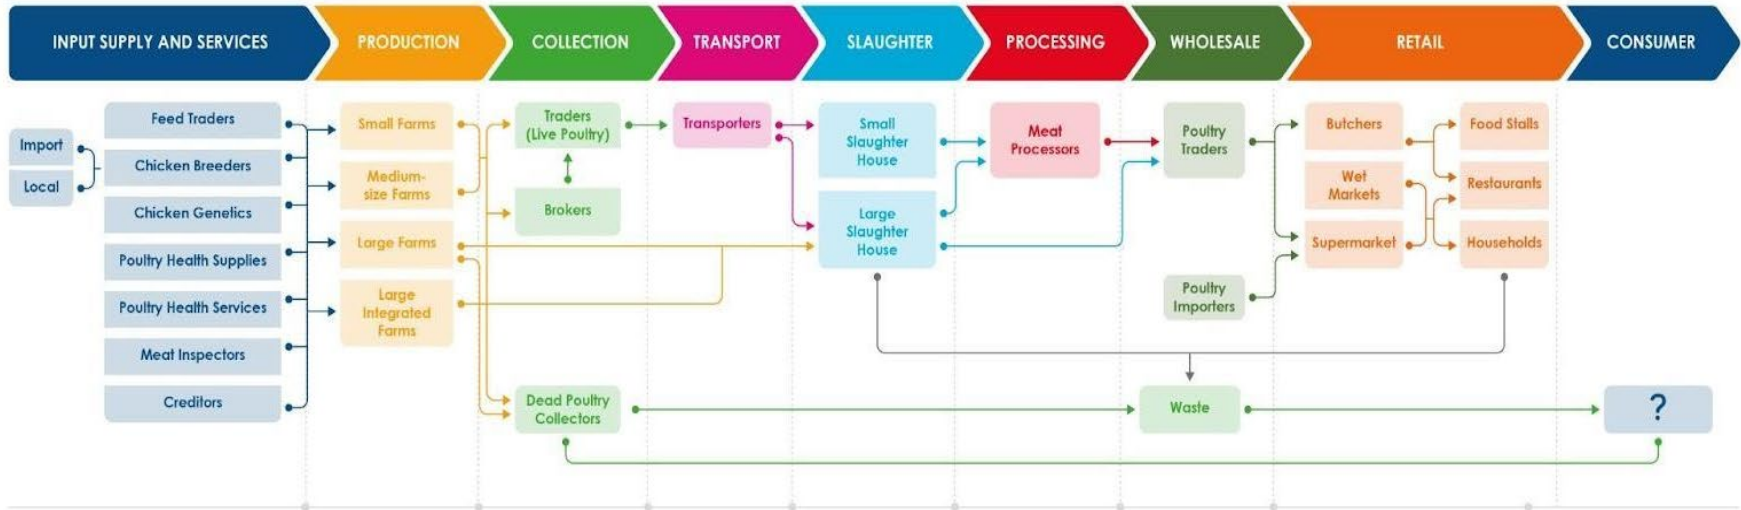 INPUT SUPPLY AND SERVICES
PRODUCTION
COLLECTION
TRANSPORT
SLAUGHTER
PROCESSING
WHOLESALE
RETAIL
CONSUMER
Import
Local
Feed Traders
Chicken Breeders
Chicken Genetics
Poultry Health Supplies
Poultry Health Services
Meat Inspectors
Creditors
Small Farms
Medium-
size Farms
Large Farms
Large
Integrated
Farms
Traders
(Live Poultry)
Brokers
Dead Poultry
Collectors
Transporters
Small
Slaughter
House
Large
Slaughter
House
Meat
Processors
Poultry
Traders
Poultry
Importers
Waste
Butchers
Wet
Markets
Supermarket
Food Stalls
Restaurants
Households
?